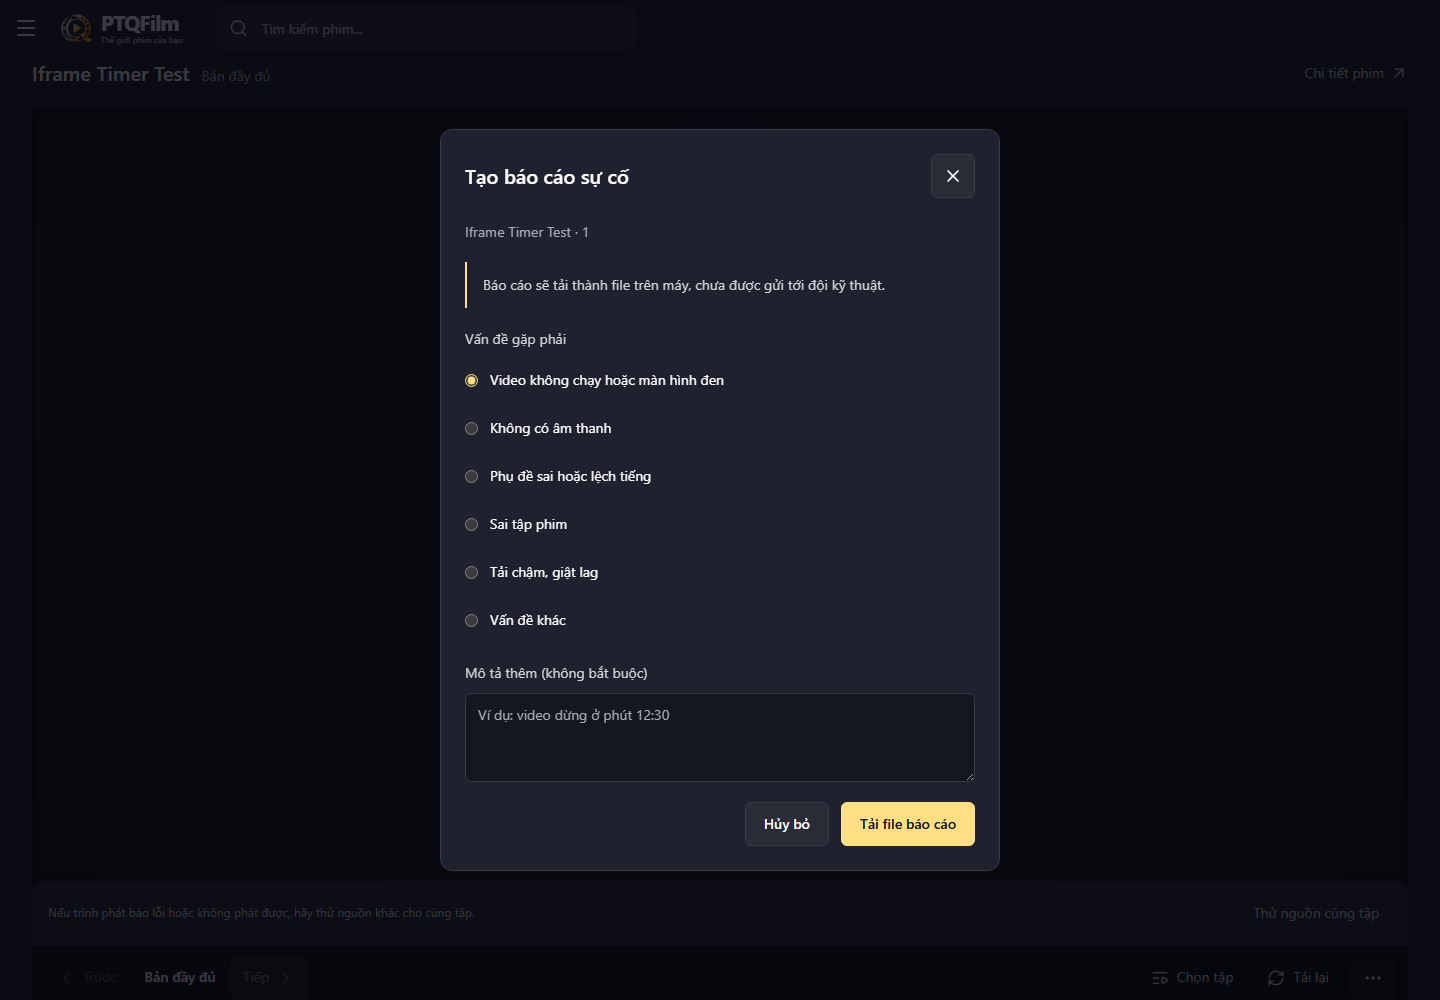 PTQFilm
Thế giới phim của bạn
Tìm kiếm phim...
Iframe Timer Test Bản đầy đủ
Chi tiết phim
Tạo báo cáo sự cố
Iframe Timer Test · 1
Báo cáo sẽ tải thành file trên máy, chưa được gửi tới đội kỹ thuật.
Vấn đề gặp phải
Video không chạy hoặc màn hình đen
Không có âm thanh
Phụ đề sai hoặc lệch tiếng
Sai tập phim
Tải chậm, giật lag
Vấn đề khác
Mô tả thêm (không bắt buộc)
Ví dụ: video dừng ở phút 12:30
Hủy bỏ
Tải file báo cáo
Nếu trình phát báo lỗi hoặc không phát được, hãy thử nguồn khác cho cùng tập.
Thử nguồn cùng tập
Trước
Bản đầy đủ
Tiếp
Chọn tập
Tải lại